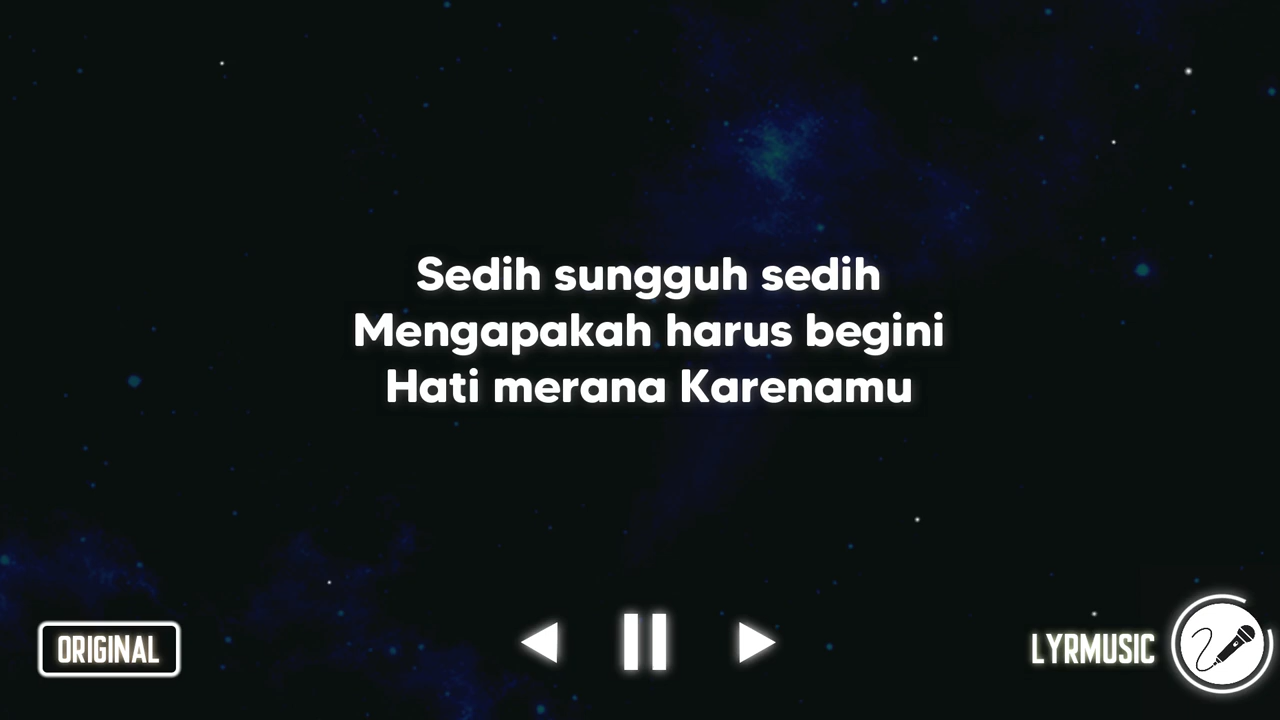 Sedih sungguh sedih
Mengapakah harus begini
Hati merana Karenamu
ORIGINAL
LYRMUSIC